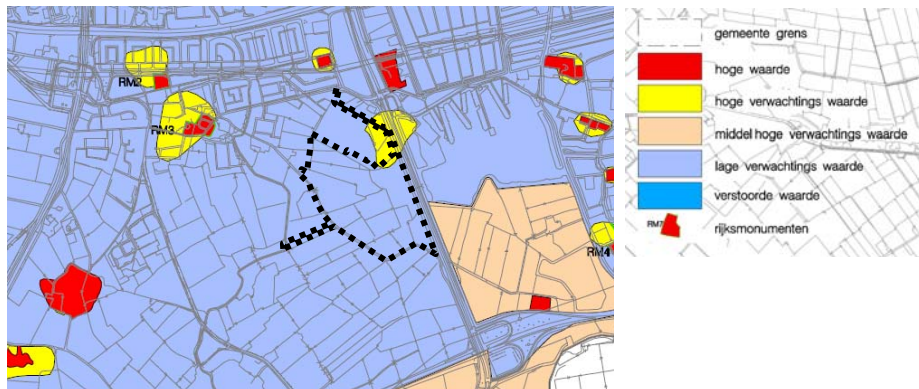 RM2
RM3
RM4
gemeente grens
hoge waarde
hoge verwachtings waarde
middel hoge verwachtings waarde
lage verwachtings waarde
verstoorde waarde
RM7
rijksmonumenten